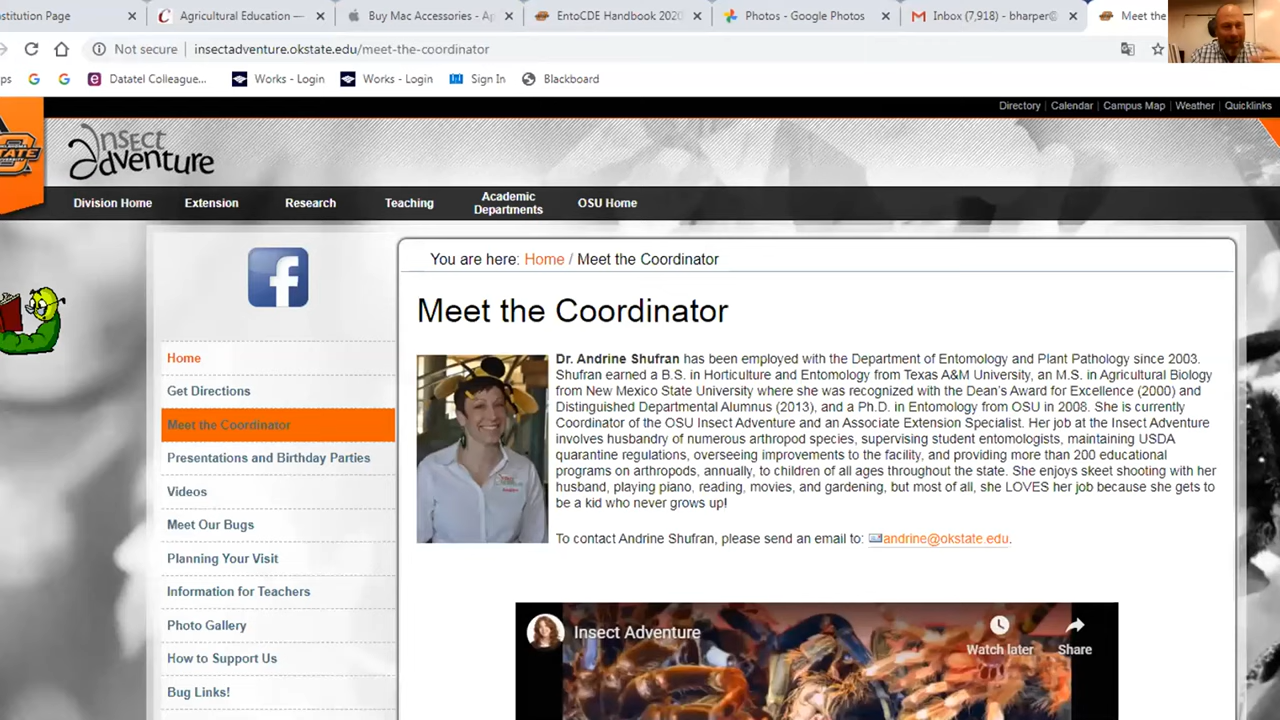 stitution Page
Agricultural Education —
Buy Mac Accessories - Ap
EntoCDE Handbook 2020
Photos - Google Photos
Inbox (7,918) - bharper@
Meet the
Not secure
insectadventure.okstate.edu/meet-the-coordinator
ps
Datatel Colleague...
Works - Login
Works - Login
Sign In
Blackboard
Directory | Calendar | Campus Map | Weather | Quicklinks
STATE
Insect
Adventure
Division Home
Extension
Research
Teaching
Academic
Departments
OSU Home
You are here: Home / Meet the Coordinator
Meet the Coordinator
Home
Get Directions
Meet the Coordinator
Presentations and Birthday Parties
Videos
Meet Our Bugs
Planning Your Visit
Information for Teachers
Photo Gallery
How to Support Us
Bug Links!
Dr. Andrine Shufran has been employed with the Department of Entomology and Plant Pathology since 2003.
Shufran earned a B.S. in Horticulture and Entomology from Texas A&M University, an M.S. in Agricultural Biology
from New Mexico State University where she was recognized with the Dean's Award for Excellence (2000) and
Distinguished Departmental Alumnus (2013), and a Ph.D. in Entomology from OSU in 2008. She is currently
Coordinator of the OSU Insect Adventure and an Associate Extension Specialist. Her job at the Insect Adventure
involves husbandry of numerous arthropod species, supervising student entomologists, maintaining USDA
quarantine regulations, overseeing improvements to the facility, and providing more than 200 educational
programs on arthropods, annually, to children of all ages throughout the state. She enjoys skeet shooting with her
husband, playing piano, reading, movies, and gardening, but most of all, she LOVES her job because she gets to
be a kid who never grows up!
To contact Andrine Shufran, please send an email to: andrine@okstate.edu.
Insect Adventure
Watch later
Share